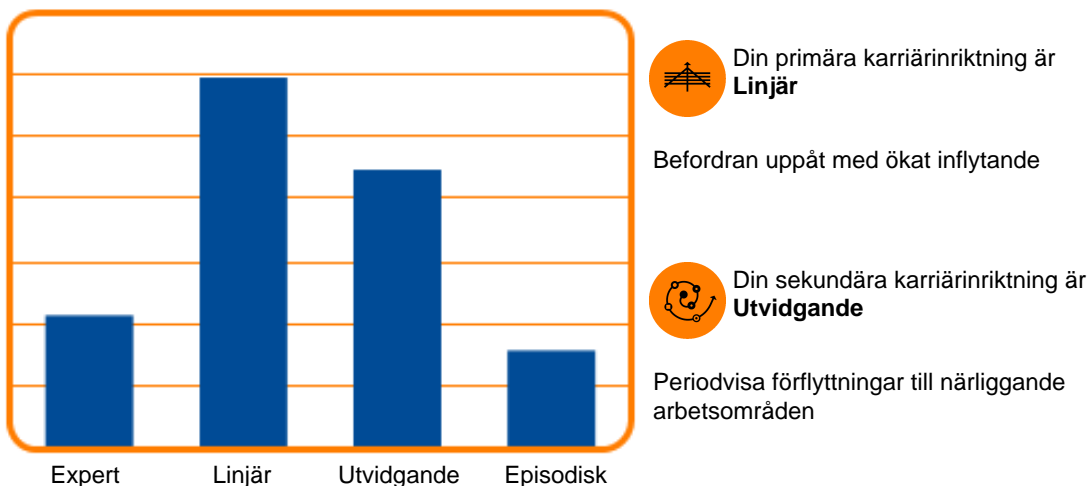 Din primära karriärinriktning är
Linjär
Befordran uppåt med ökat inflytande
Din sekundära karriärinriktning är
Utvidgande
Periodvisa förflyttningar till närliggande
arbetsområden
Expert Linjär Utvidgande Episodisk